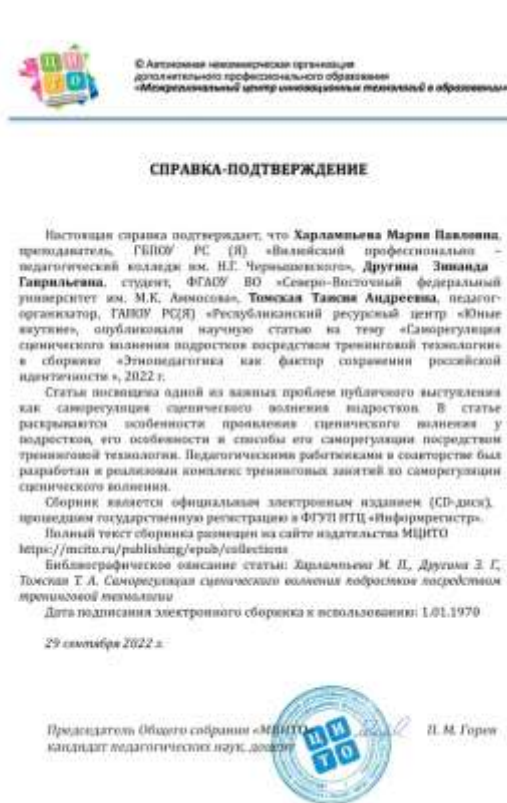 ЦИТО
© Автономная некоммерческая организация
дополнительного профессионального образования
«Межрегиональный центр инновационных технологий в образовании»
СПРАВКА-ПОДТВЕРЖДЕНИЕ
Настоящая справка подтверждает, что Харлампьева Мария Павловна,
преподаватель, ГБПОУ РС (Я) «Вилюйский профессионально –
педагогический колледж им. Н.Г. Чернышевского», Другина Зинаида
Гаврильевна, студент, ФГАОУ ВО «Северо-Восточный федеральный
университет им. М.К. Аммосова», Томская Таисия Андреевна, педагог-
организатор, ГАПОУ РС(Я) «Республиканский ресурсный центр «Юные
якутяне», опубликовали научную статью на тему «Саморегуляция
сценического волнения подростков посредством тренинговой технологии»
в сборнике «Этнопедагогика как фактор сохранения российской
идентичности », 2022 г.
Статья посвящена одной из важных проблем публичного выступления
как саморегуляция сценического волнения подростков. В статье
раскрываются особенности проявления сценического волнения у
подростков, его особенности и способы его саморегуляции посредством
тренинговой технологии. Педагогическими работниками в соавторстве был
разработан и реализован комплекс тренинговых занятий по саморегуляции
сценического волнения.
Сборник является официальным электронным изданием (CD-диск),
прошедшим государственную регистрацию в ФГУП НТЦ «Информрегистр».
Полный текст сборника размещен на сайте издательства МЦИТО
https://mcito.ru/publishing/epub/collections
Библиографическое описание статьи: Харлампьева М. П., Другина З. Г.,
Томская Т. А. Саморегуляция сценического волнения подростков посредством
тренинговой технологии
Дата подписания электронного сборника к использованию: 1.01.1970
29 сентября 2022 г.
Председатель Общего собрания «МЦИТО
кандидат педагогических наук, доцент
П. М. Горев
ЦИТО